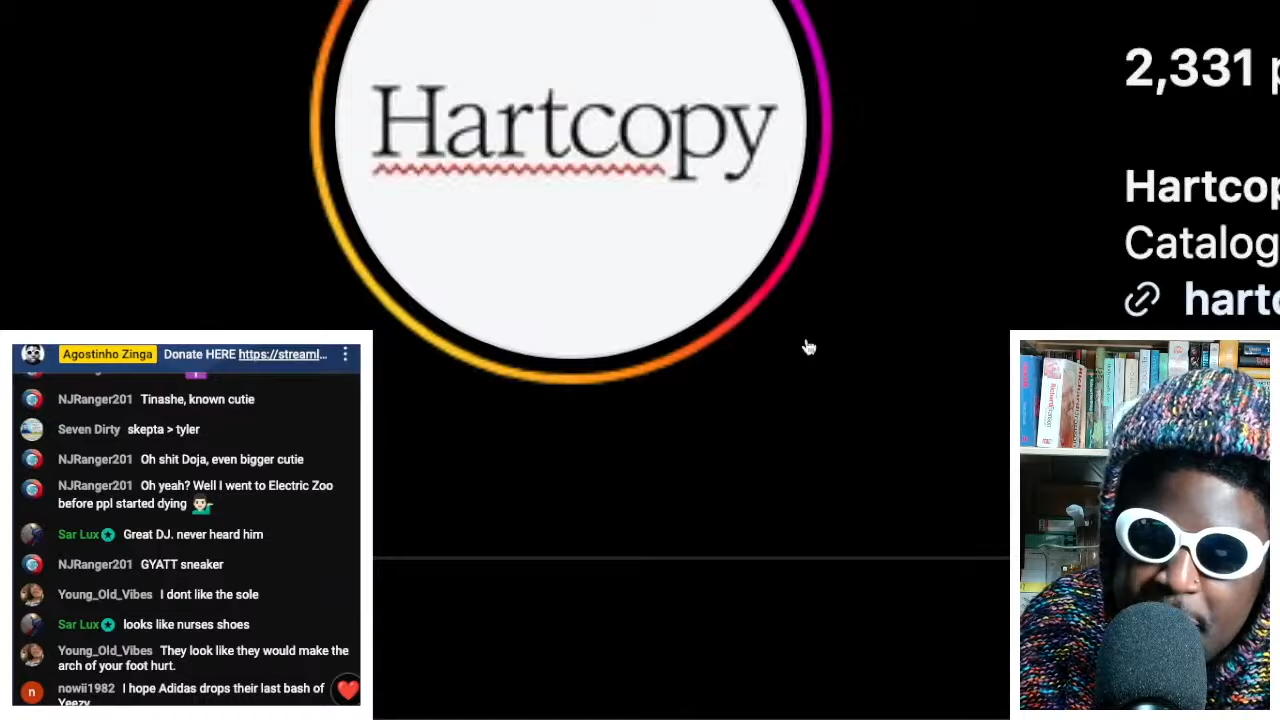 Hartcopy
2,331 p
Hartcop
Catalog
hartc
Agostinho Zinga Donate HERE https://streaml...
NJRanger201 Tinashe, known cutie
Seven Dirty skepta > tyler
NJRanger201 Oh shit Doja, even bigger cutie
NJRanger201 Oh yeah? Well I went to Electric Zoo
before ppl started dying
Sar Lux Great DJ. never heard him
NJRanger201 GYATT sneaker
Young_Old_Vibes I dont like the sole
Sar Lux looks like nurses shoes
Young_Old_Vibes They look like they would make the
arch of your foot hurt.
n nowii1982 I hope Adidas drops their last bash of
Yeezy